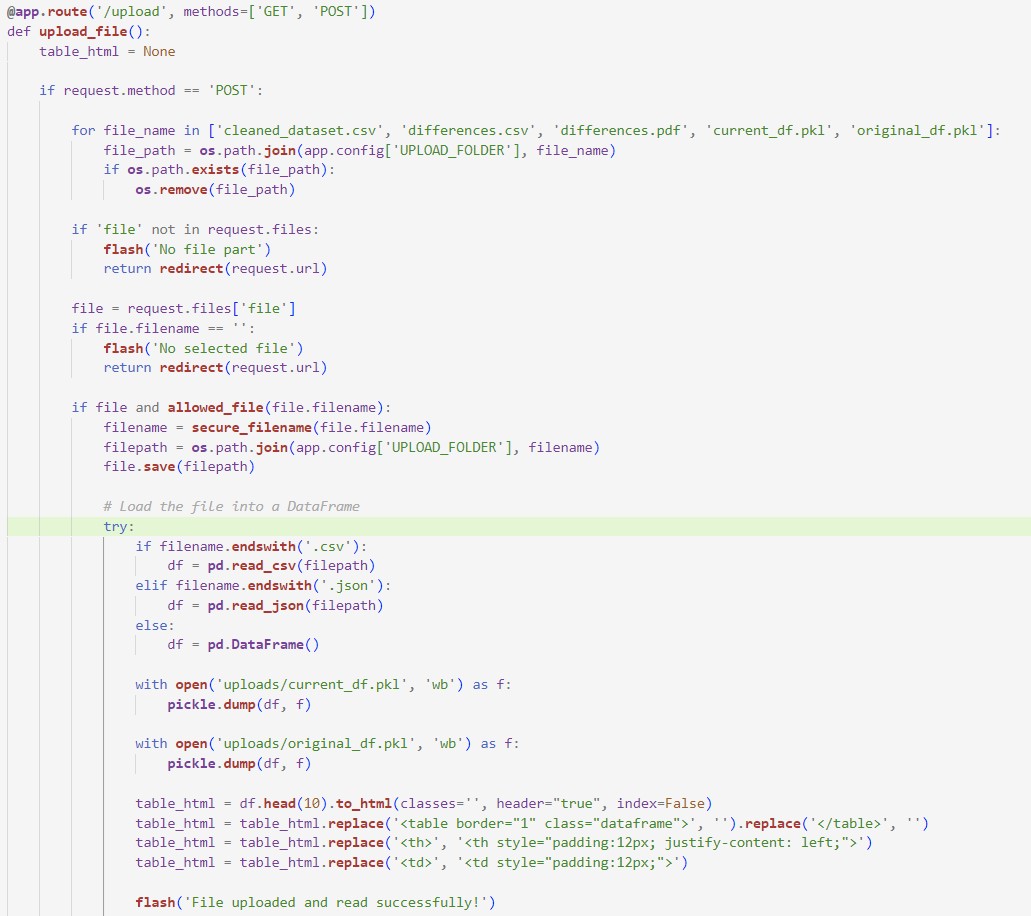 @app.route('/upload', methods=['GET', 'POST'])
def upload_file():
    table_html = None

    if request.method == 'POST':

        for file_name in ['cleaned_dataset.csv', 'differences.csv', 'differences.pdf', 'current_df.pkl', 'original_df.pkl']:
            file_path = os.path.join(app.config['UPLOAD_FOLDER'], file_name)
            if os.path.exists(file_path):
                os.remove(file_path)

        if 'file' not in request.files:
            flash('No file part')
            return redirect(request.url)

        file = request.files['file']
        if file.filename == '':
            flash('No selected file')
            return redirect(request.url)

        if file and allowed_file(file.filename):
            filename = secure_filename(file.filename)
            filepath = os.path.join(app.config['UPLOAD_FOLDER'], filename)
            file.save(filepath)

            # Load the file into a DataFrame
            try:
                if filename.endswith('.csv'):
                    df = pd.read_csv(filepath)
                elif filename.endswith('.json'):
                    df = pd.read_json(filepath)
                else:
                    df = pd.DataFrame()

                with open('uploads/current_df.pkl', 'wb') as f:
                    pickle.dump(df, f)

                with open('uploads/original_df.pkl', 'wb') as f:
                    pickle.dump(df, f)

                table_html = df.head(10).to_html(classes='', header="true", index=False)
                table_html = table_html.replace('<table border="1" class="dataframe">', '').replace('</table>', '')
                table_html = table_html.replace('<th>', '<th style="padding:12px; justify-content: left;">')
                table_html = table_html.replace('<td>', '<td style="padding:12px;">')

                flash('File uploaded and read successfully!')